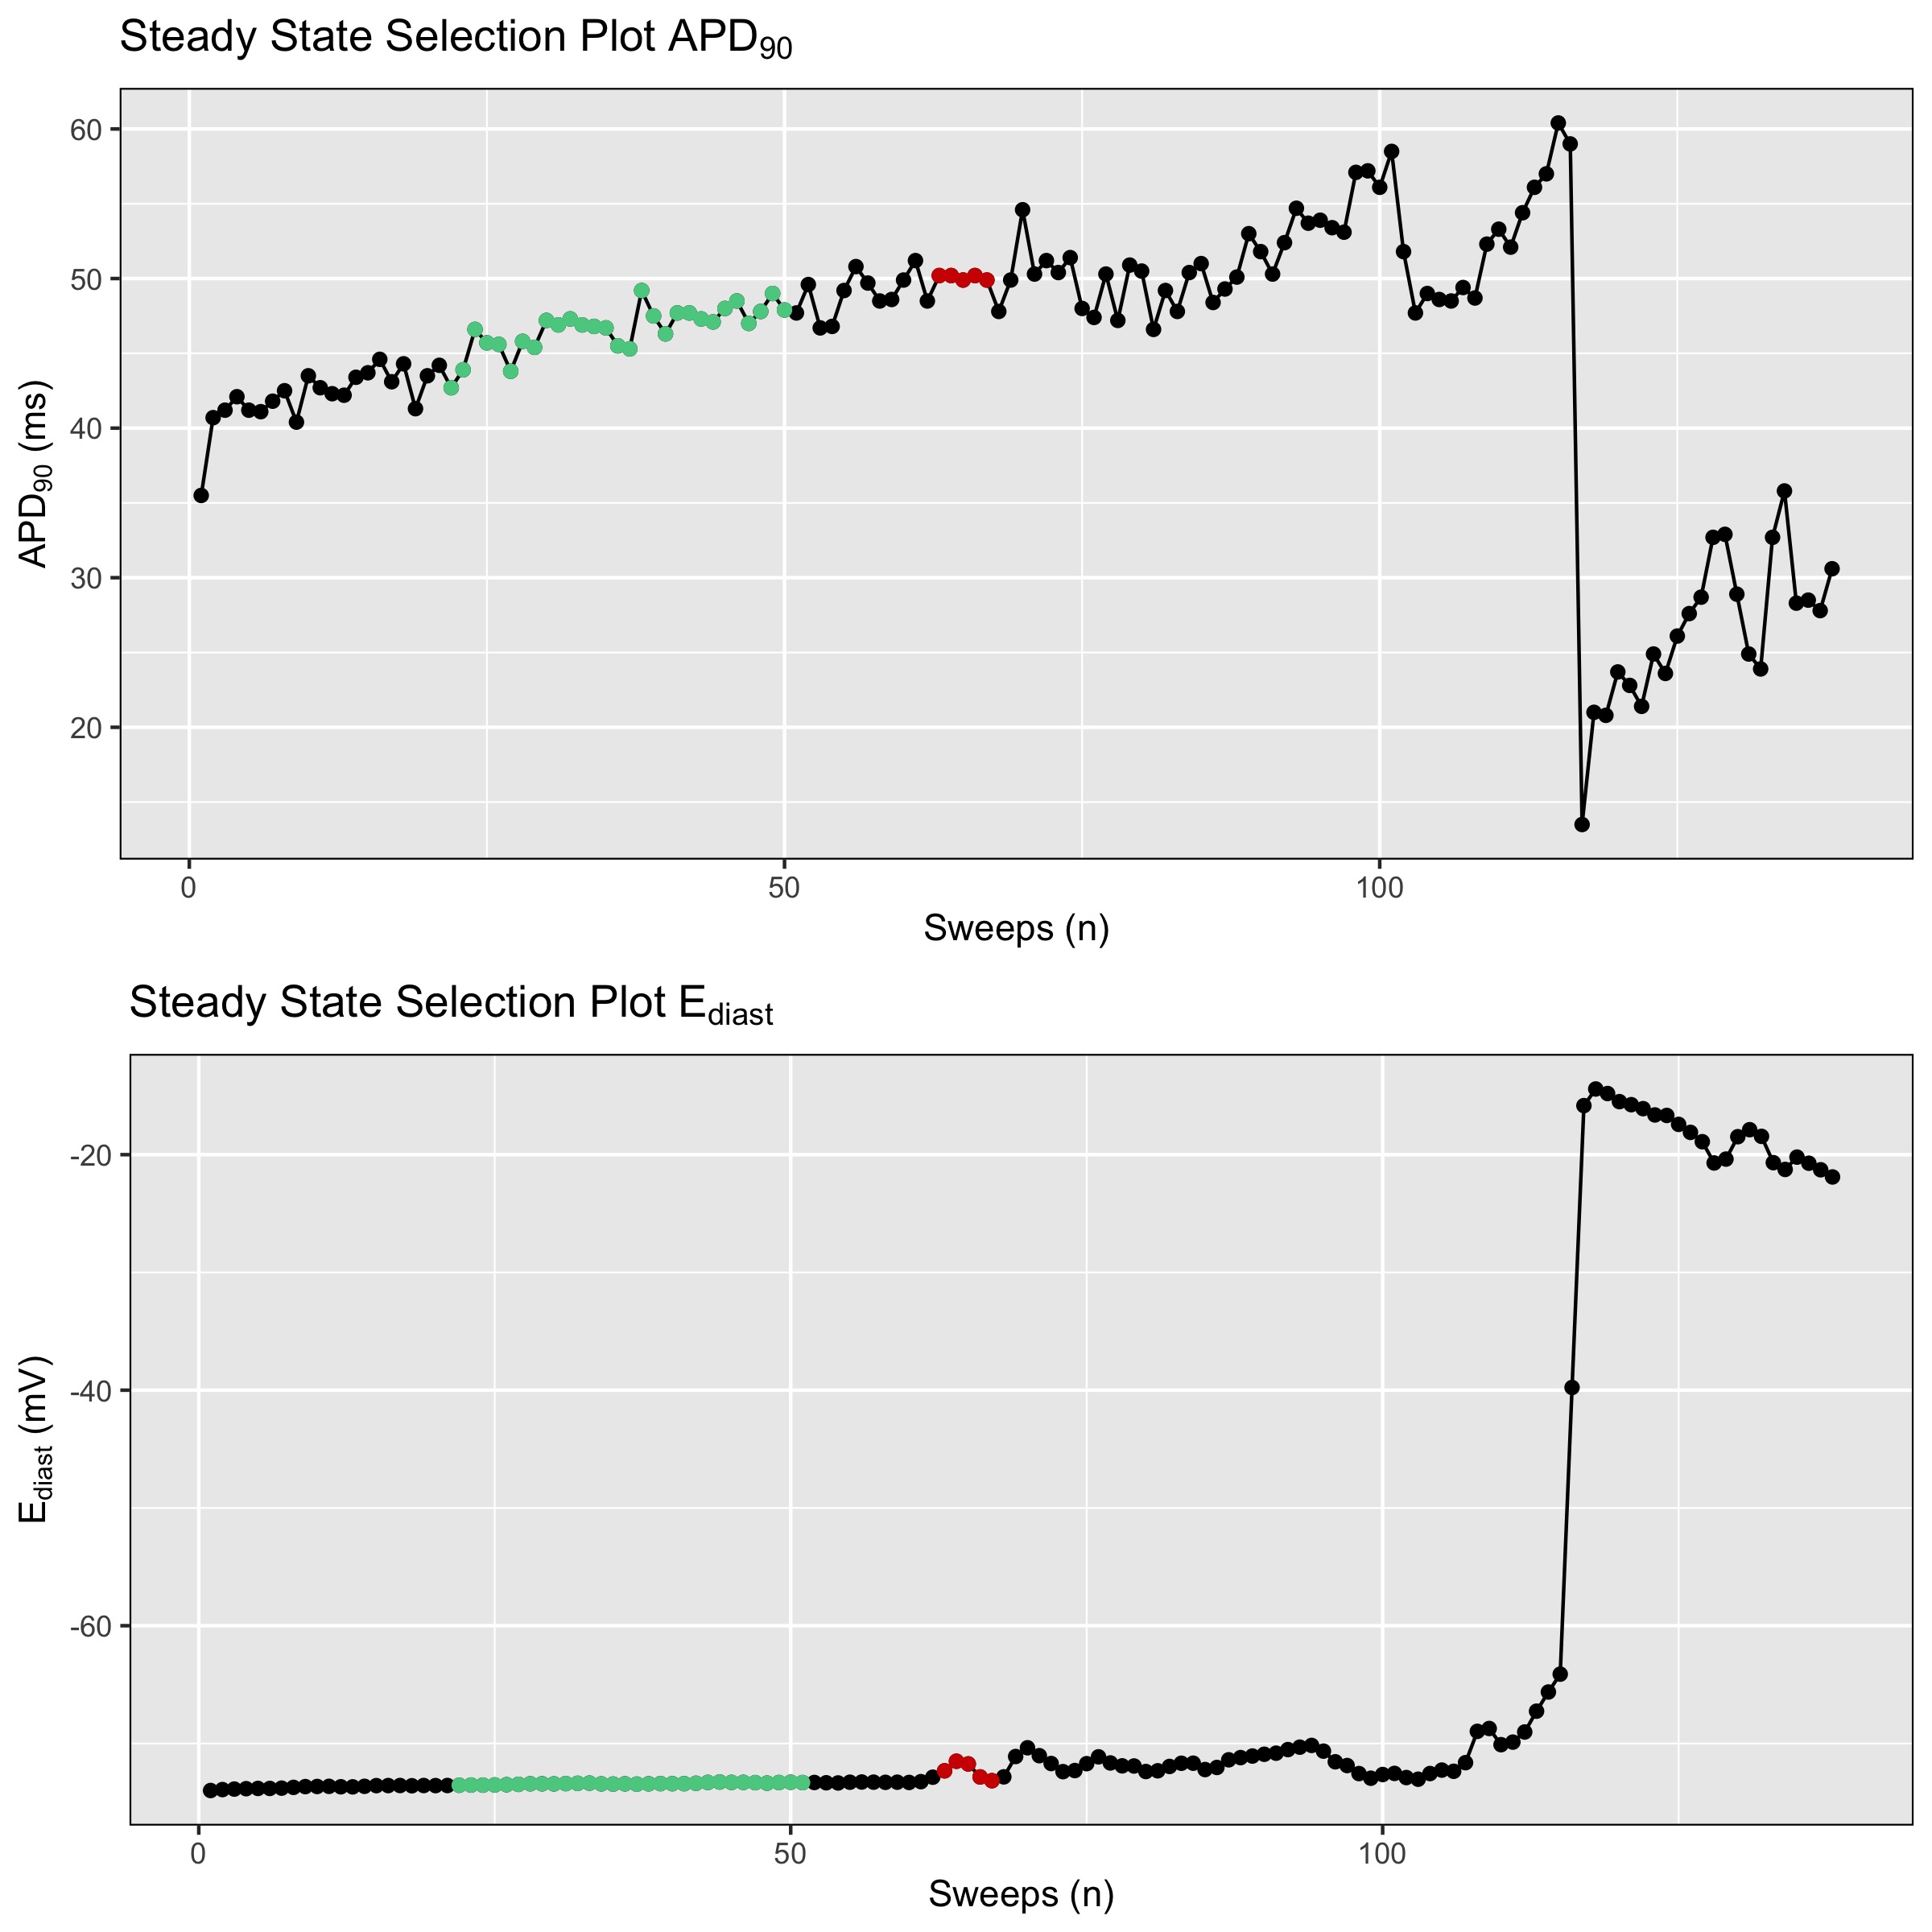 Steady State Selection Plot APD90
60
50
40
30
20
APD90 (ms)
0 50 100
Sweeps (n)
Steady State Selection Plot Ediast
-20
-40
-60
Ediast (mV)
0 50 100
Sweeps (n)